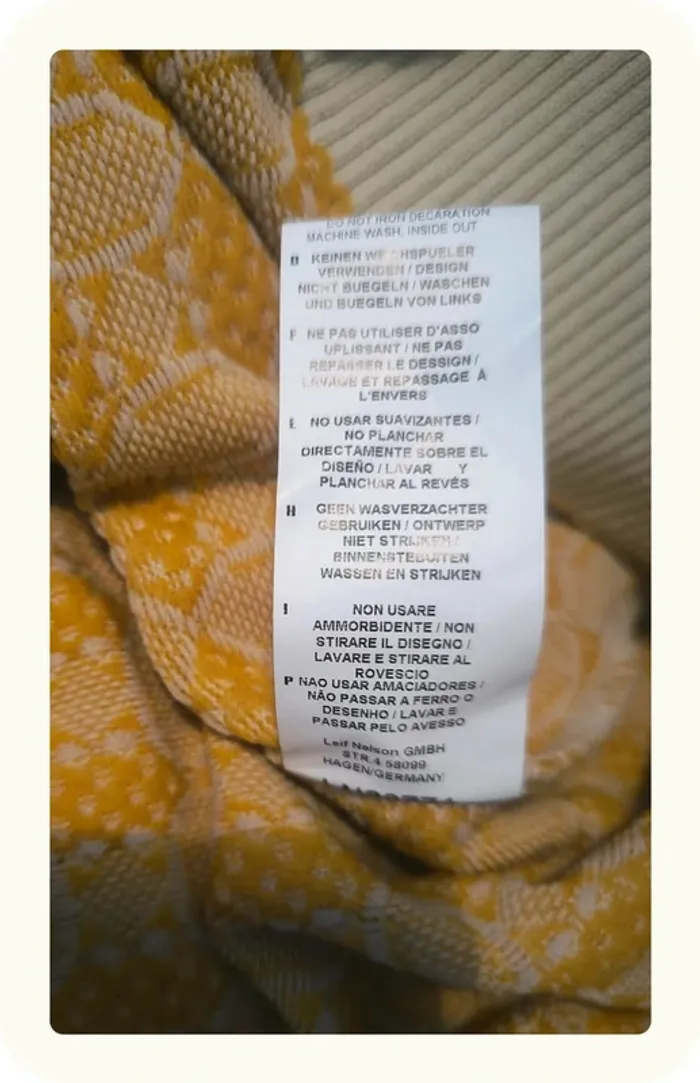 DO NOT IRON DECARATION
MACHINE WASH, INSIDE OUT
D KEINEN WEICHSPUELER
VERWENDEN / DESIGN
NICHT BUEGELN / WASCHEN
UND BUEGELN VON LINKS
F NE PAS UTILISER D'ASSO
UPLISSANT / NE PAS
REPASSER LE DESSIGN /
LAVAGE ET REPASSAGE À
L'ENVERS
E NO USAR SUAVIZANTES /
NO PLANCHAR
DIRECTAMENTE SOBRE EL
DISEÑO / LAVAR Y
PLANCHAR AL REVÉS
H GEEN WASVERZACHTER
GEBRUIKEN / ONTWERP
NIET STRIJKEN /
BINNENSTEBUITEN
WASSEN EN STRIJKEN
I NON USARE
AMMORBIDENTE / NON
STIRARE IL DISEGNO /
LAVARE E STIRARE AL
ROVESCIO
P NAO USAR AMACIADORES /
NÃO PASSAR A FERRO O
DESENHO / LAVAR E
PASSAR PELO AVESSO
Leif Nelson GMBH
STR.4 58099
HAGEN/GERMANY